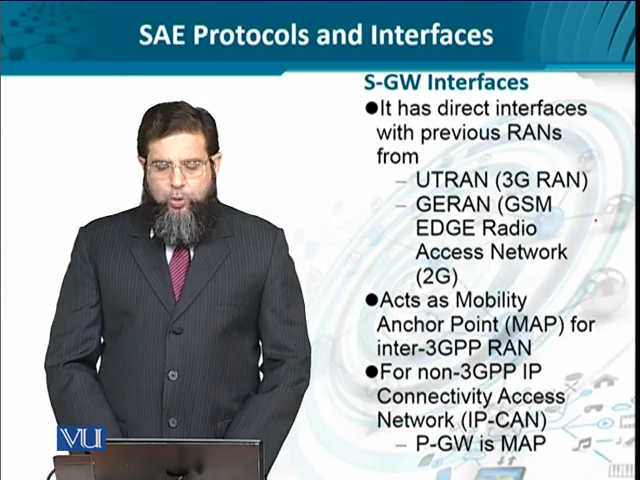 SAE Protocols and Interfaces
S-GW Interfaces
●It has direct interfaces
with previous RANs
from
– UTRAN (3G RAN)
– GERAN (GSM
EDGE Radio
Access Network
(2G)
●Acts as Mobility
Anchor Point (MAP) for
inter-3GPP RAN
●For non-3GPP IP
Connectivity Access
Network (IP-CAN)
– P-GW is MAP
VU